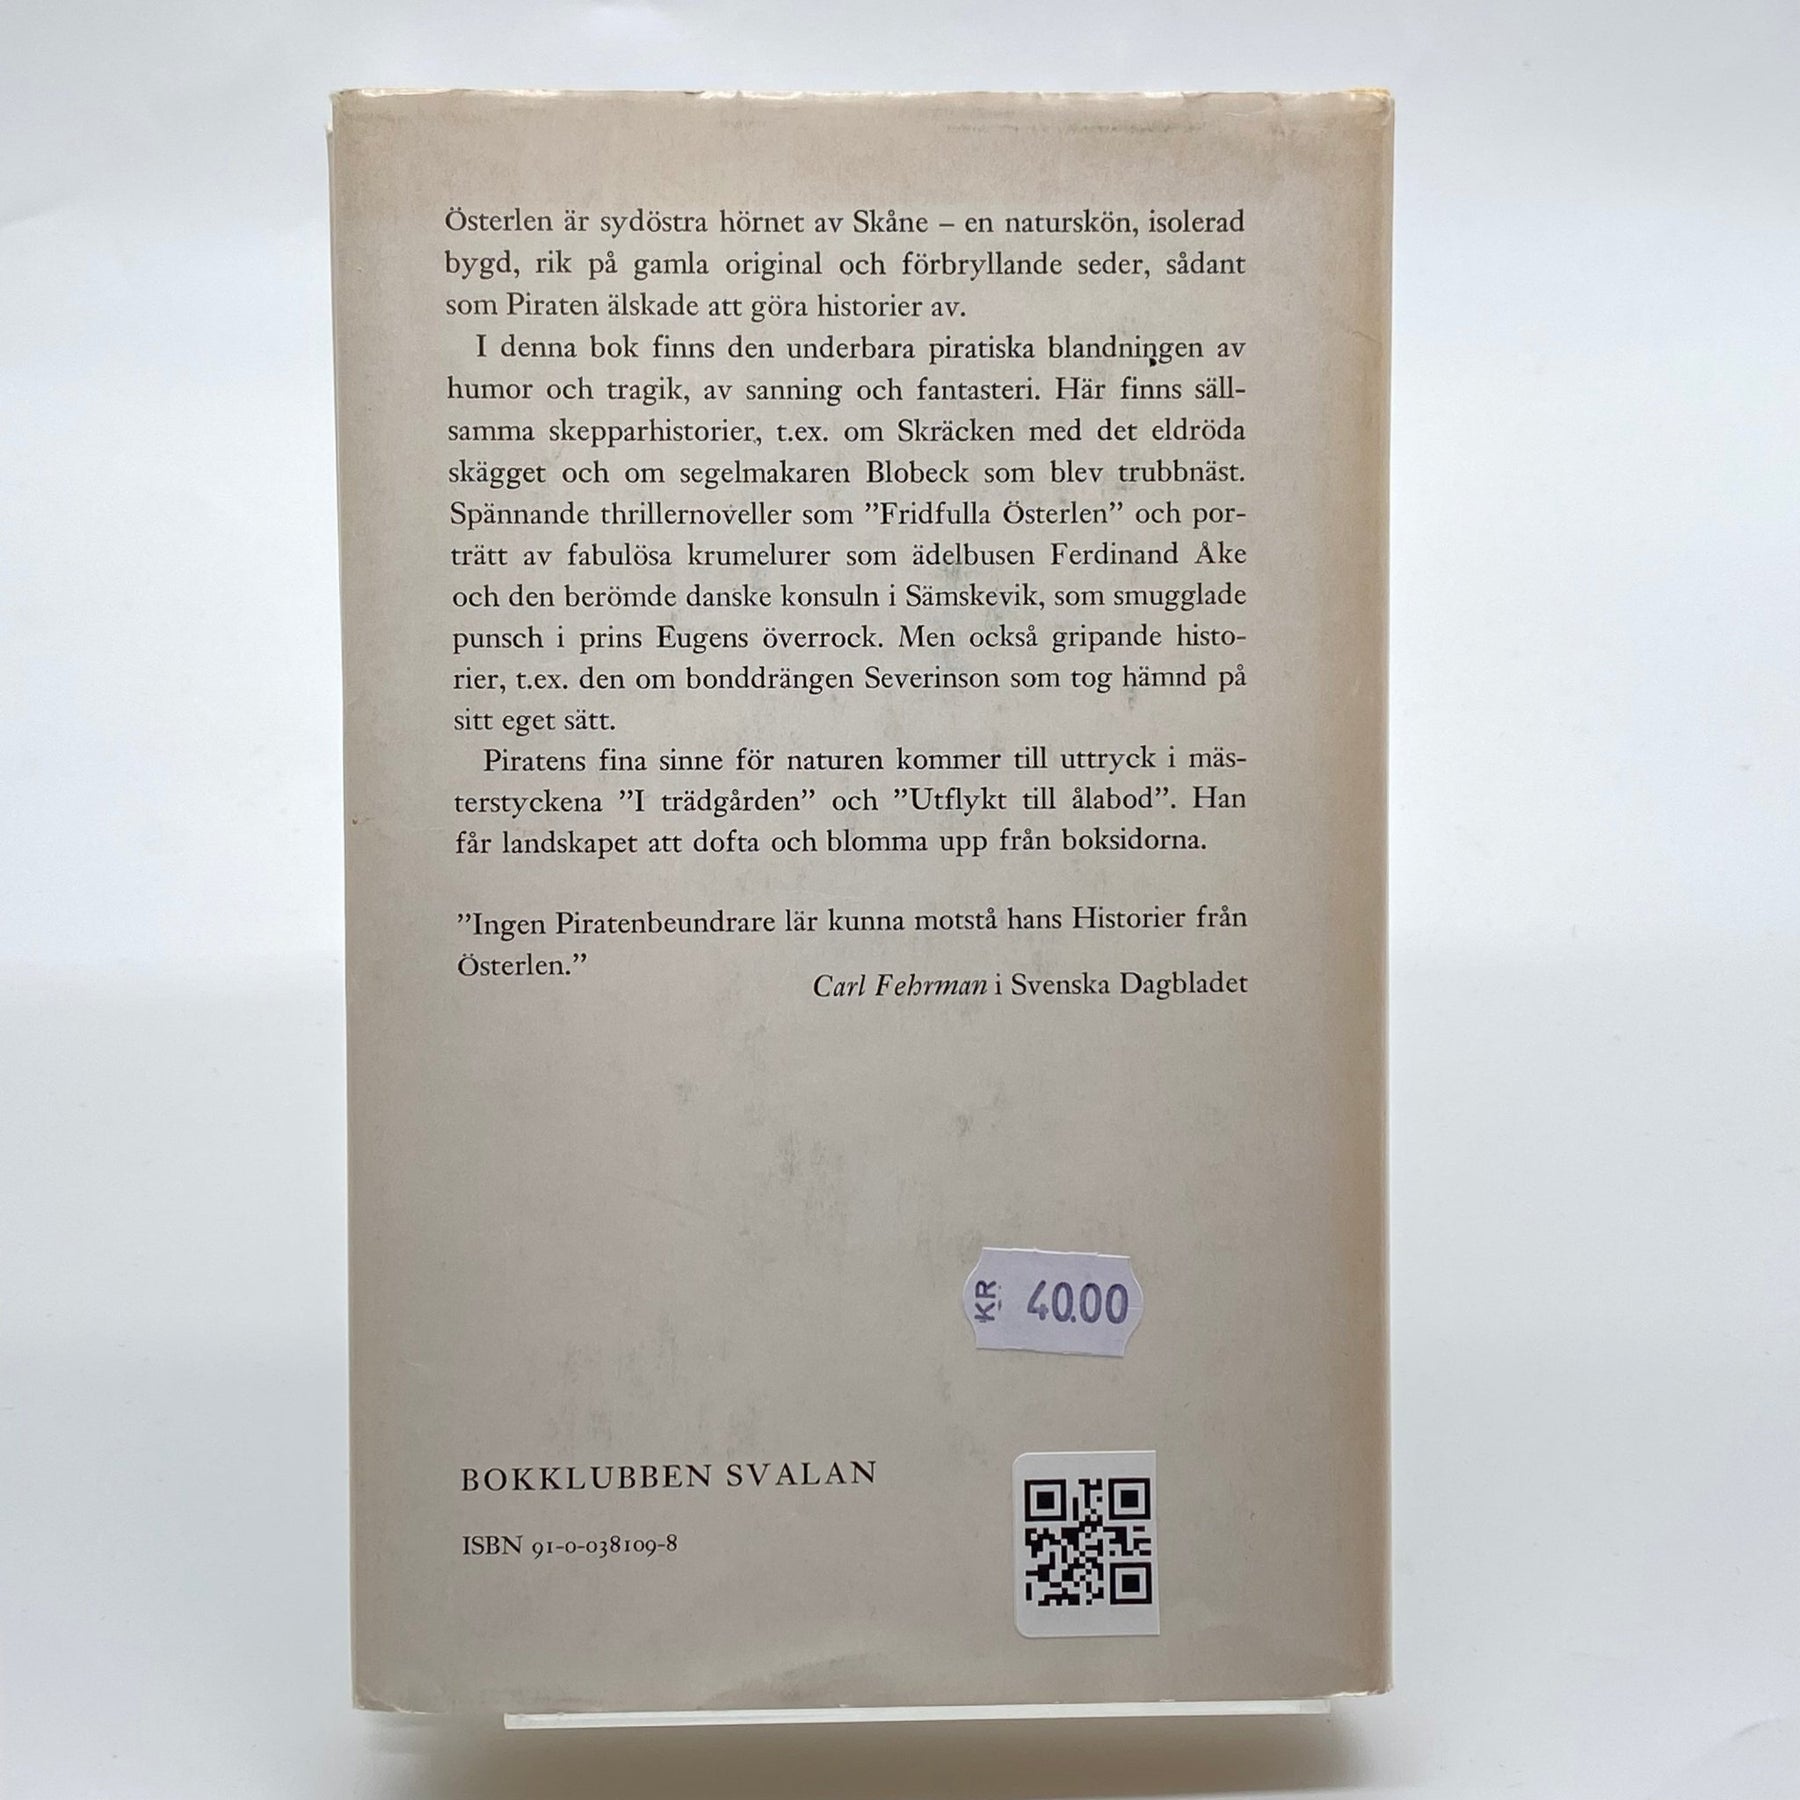 Österlen är sydöstra hörnet av Skåne – en naturskön, isolerad
bygd, rik på gamla original och förbryllande seder, sådant
som Piraten älskade att göra historier av.
I denna bok finns den underbara piratiska blandningen av
humor och tragik, av sanning och fantasteri. Här finns säll-
samma skepparhistorier, t.ex. om Skräcken med det eldröda
skägget och om segelmakaren Blobeck som blev trubbnäst.
Spännande thrillernoveller som ”Fridfulla Österlen” och por-
trätt av fabulösa krumelurer som ädelbusen Ferdinand Åke
och den berömde danske konsuln i Sämskevik, som smugglade
punsch i prins Eugens överrock. Men också gripande histo-
rier, t.ex. den om bonddrängen Severinson som tog hämnd på
sitt eget sätt.
Piratens fina sinne för naturen kommer till uttryck i mäs-
terstyckena ”I trädgården” och ”Utflykt till ålabod”. Han
får landskapet att dofta och blomma upp från boksidorna.
”Ingen Piratenbeundrare lär kunna motstå hans Historier från
Österlen.”
Carl Fehrman i Svenska Dagbladet
KR 40.00
BOKKLUBBEN SVALAN
ISBN 91-0-038109-8